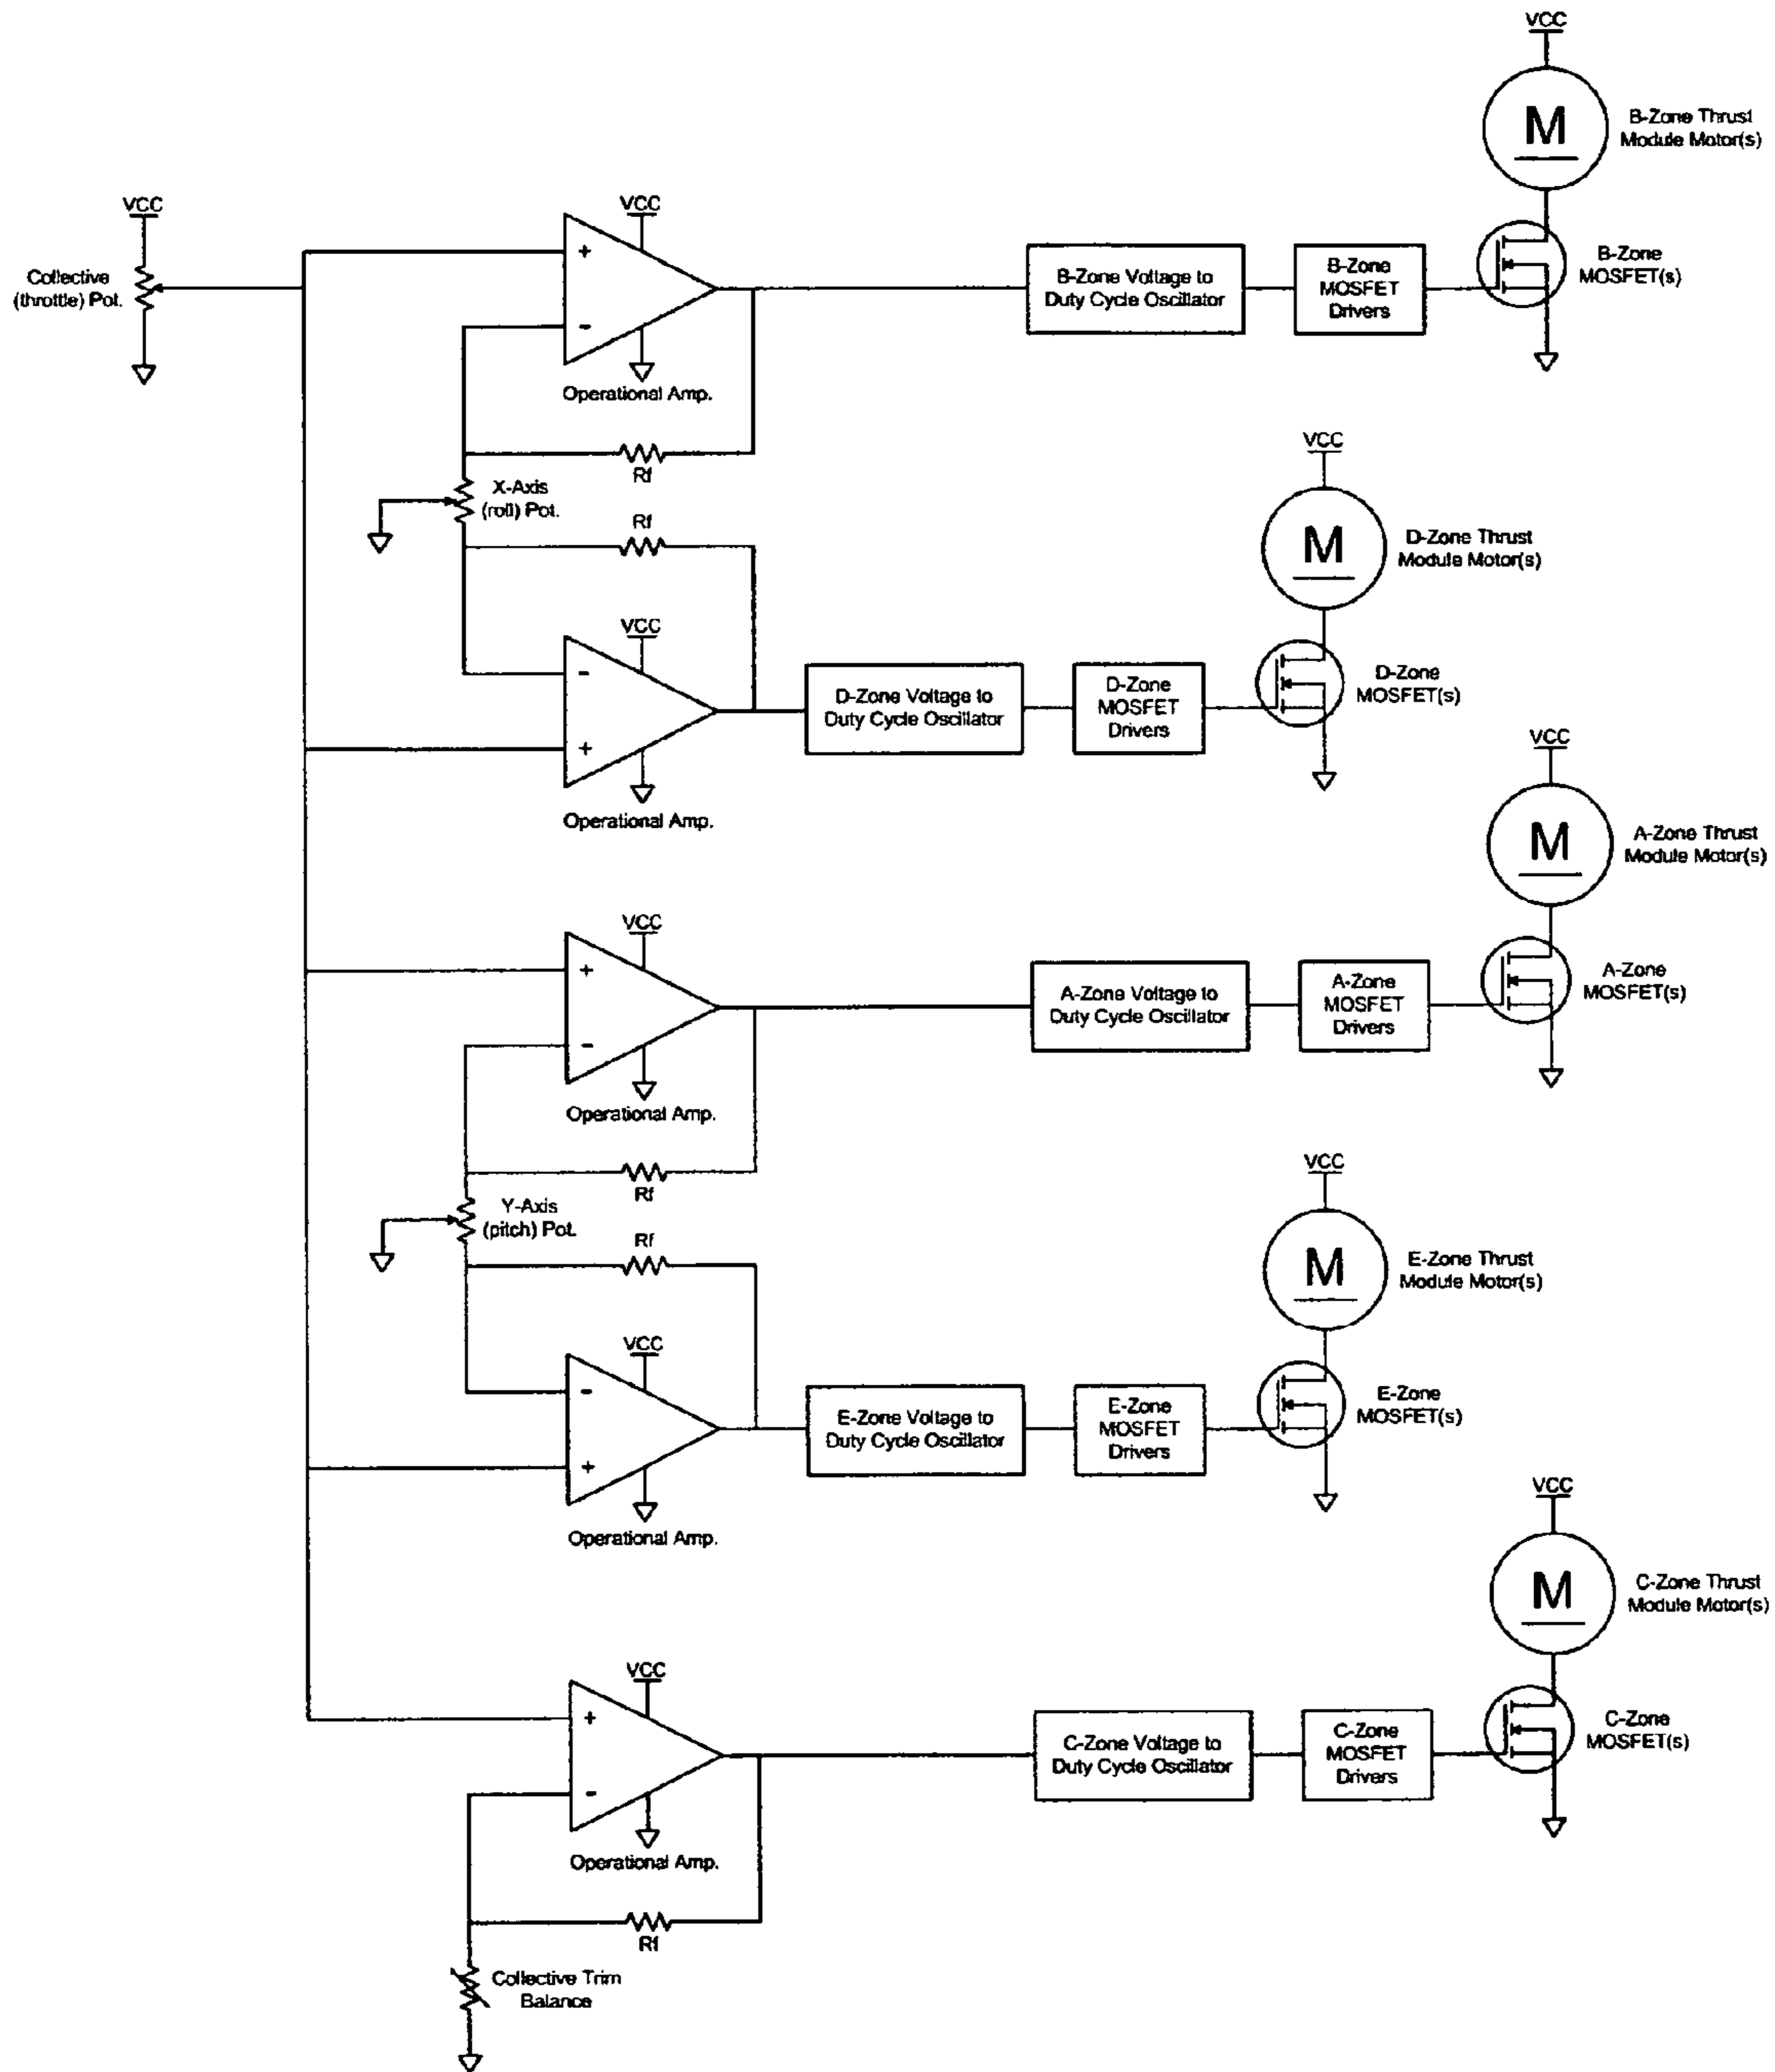 VCC
M
B-Zone Thrust
Module Motor(s)
VCC
Collective
(throttle) Pot.
VCC
+
-
Operational Amp.
B-Zone Voltage to
Duty Cycle Oscillator
B-Zone
MOSFET
Drivers
B-Zone
MOSFET(s)
Rf
X-Axis
(roll) Pot.
Rf
VCC
M
D-Zone Thrust
Module Motor(s)
VCC
-
+
Operational Amp.
D-Zone Voltage to
Duty Cycle Oscillator
D-Zone
MOSFET
Drivers
D-Zone
MOSFET(s)
VCC
M
A-Zone Thrust
Module Motor(s)
VCC
+
-
Operational Amp.
A-Zone Voltage to
Duty Cycle Oscillator
A-Zone
MOSFET
Drivers
A-Zone
MOSFET(s)
Rf
Y-Axis
(pitch) Pot.
Rf
VCC
M
E-Zone Thrust
Module Motor(s)
VCC
-
+
Operational Amp.
E-Zone Voltage to
Duty Cycle Oscillator
E-Zone
MOSFET
Drivers
E-Zone
MOSFET(s)
VCC
M
C-Zone Thrust
Module Motor(s)
VCC
+
-
Operational Amp.
C-Zone Voltage to
Duty Cycle Oscillator
C-Zone
MOSFET
Drivers
C-Zone
MOSFET(s)
Rf
Collective Trim
Balance